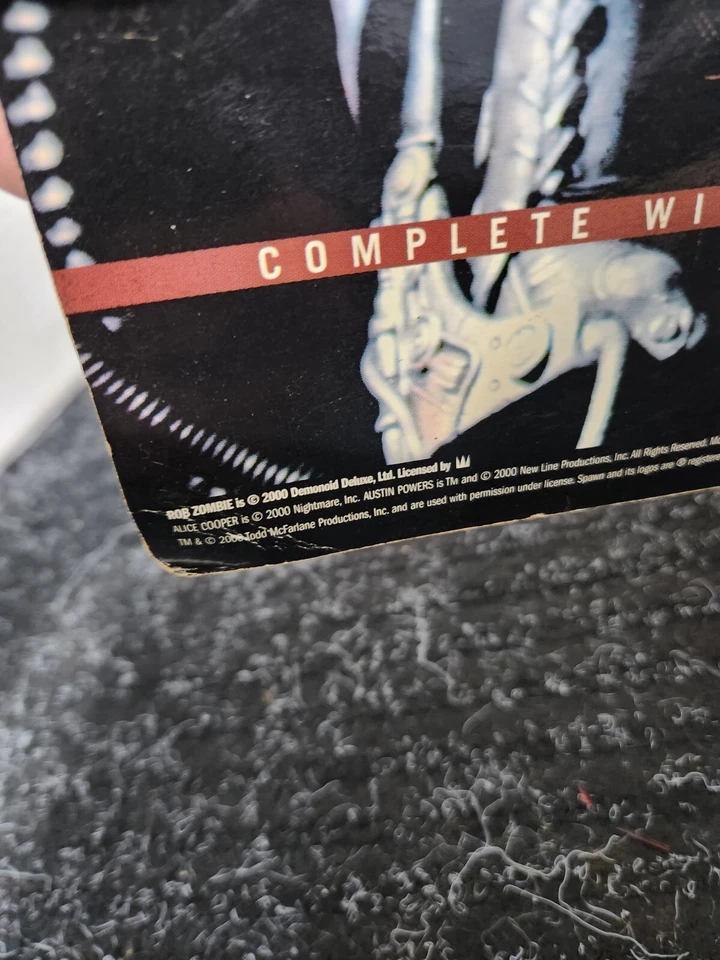 COMPLETE WI
ROB ZOMBIE is © 2000 Demonoid Deluxe, Ltd. Licensed by
ALICE COOPER is © 2000 Nightmare, Inc. AUSTIN POWERS is TM and © 2000 New Line Productions, Inc. All Rights Reserved. M
TM & © 2000 Todd McFarlane Productions, Inc. and are used with permission under license. Spawn and its logos are ® registere